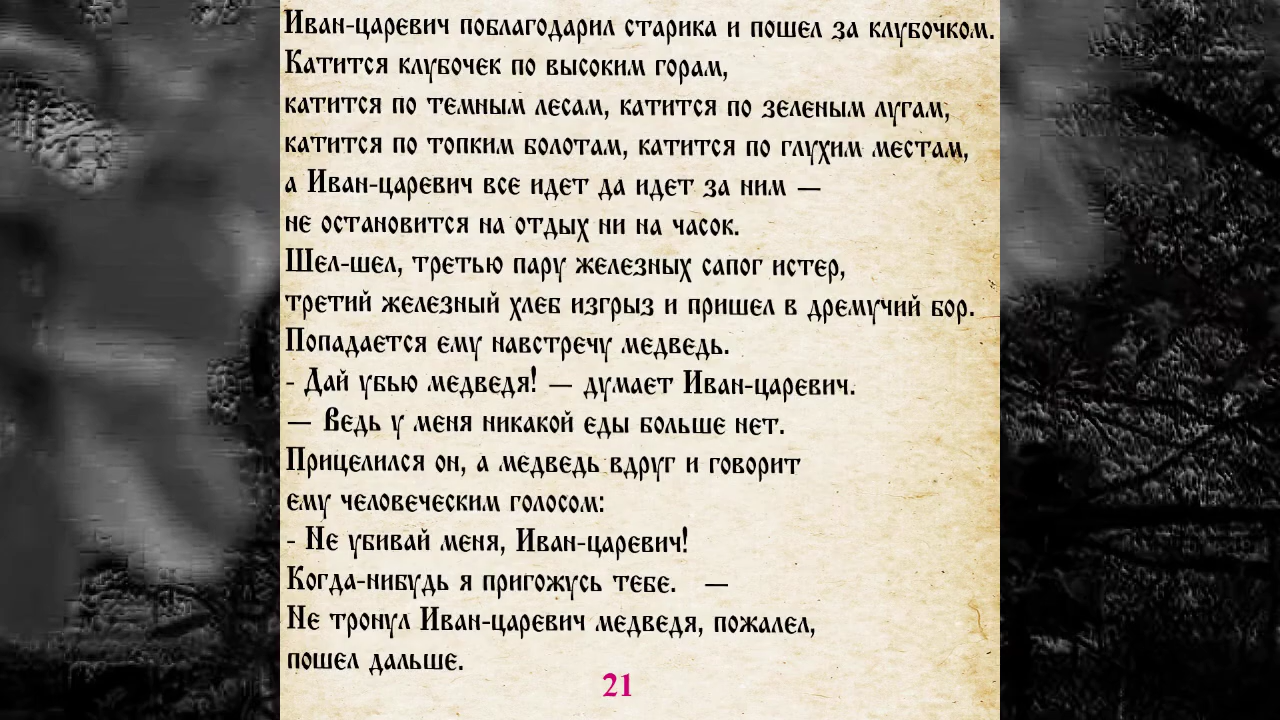 Иван-царевич поблагодарил старика и пошел за клубочком.
Катится клубочек по высоким горам,
катится по темным лесам, катится по зеленым лугам,
катится по топким болотам, катится по глухим местам,
а Иван-царевич все идет да идет за ним —
не остановится на отдых ни на часок.
Шел-шел, третью пару железных сапог истер,
третий железный хлеб изгрыз и пришел в дремучий бор.
Попадается ему навстречу медведь.
- Дай убью медведя! — думает Иван-царевич.
— Ведь у меня никакой еды больше нет.
Прицелился он, а медведь вдруг и говорит
ему человеческим голосом:
- Не убивай меня, Иван-царевич!
Когда-нибудь я пригожусь тебе. —
Не тронул Иван-царевич медведя, пожалел,
пошел дальше.
21